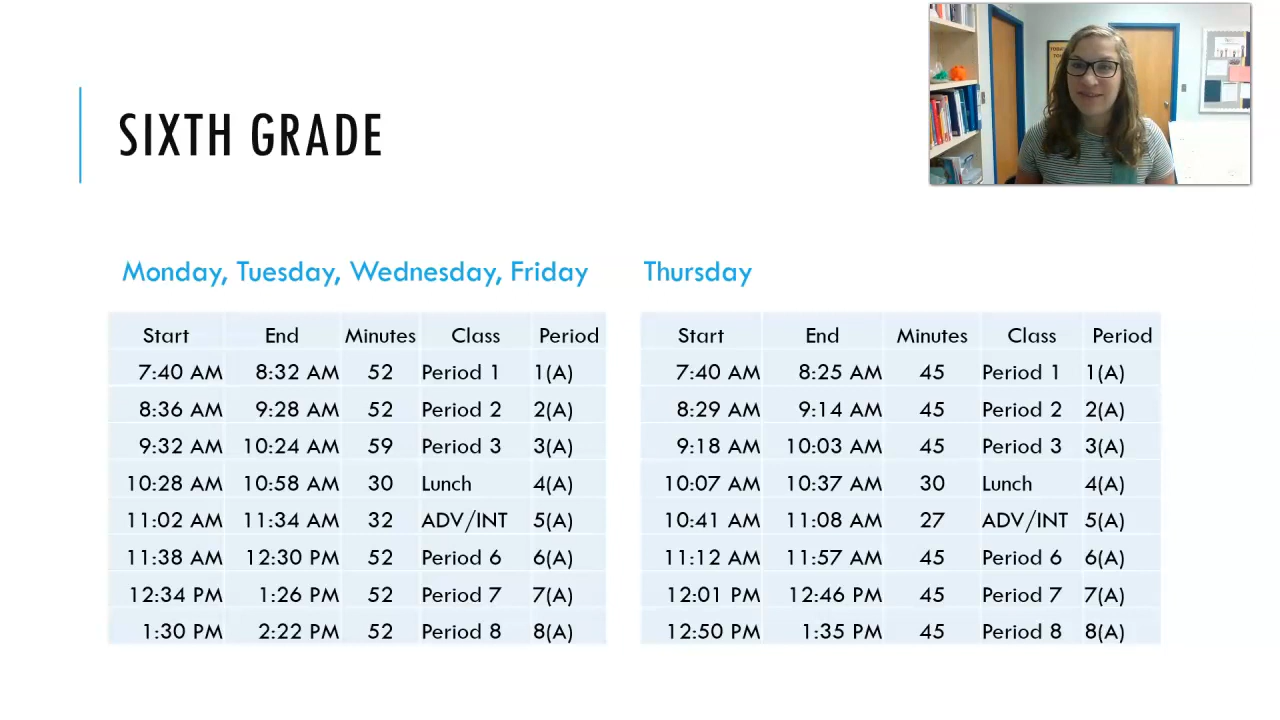 SIXTH GRADE
Monday, Tuesday, Wednesday, Friday
Start End Minutes Class Period
7:40 AM 8:32 AM 52 Period 1 1(A)
8:36 AM 9:28 AM 52 Period 2 2(A)
9:32 AM 10:24 AM 59 Period 3 3(A)
10:28 AM 10:58 AM 30 Lunch 4(A)
11:02 AM 11:34 AM 32 ADV/INT 5(A)
11:38 AM 12:30 PM 52 Period 6 6(A)
12:34 PM 1:26 PM 52 Period 7 7(A)
1:30 PM 2:22 PM 52 Period 8 8(A)
Thursday
Start End Minutes Class Period
7:40 AM 8:25 AM 45 Period 1 1(A)
8:29 AM 9:14 AM 45 Period 2 2(A)
9:18 AM 10:03 AM 45 Period 3 3(A)
10:07 AM 10:37 AM 30 Lunch 4(A)
10:41 AM 11:08 AM 27 ADV/INT 5(A)
11:12 AM 11:57 AM 45 Period 6 6(A)
12:01 PM 12:46 PM 45 Period 7 7(A)
12:50 PM 1:35 PM 45 Period 8 8(A)